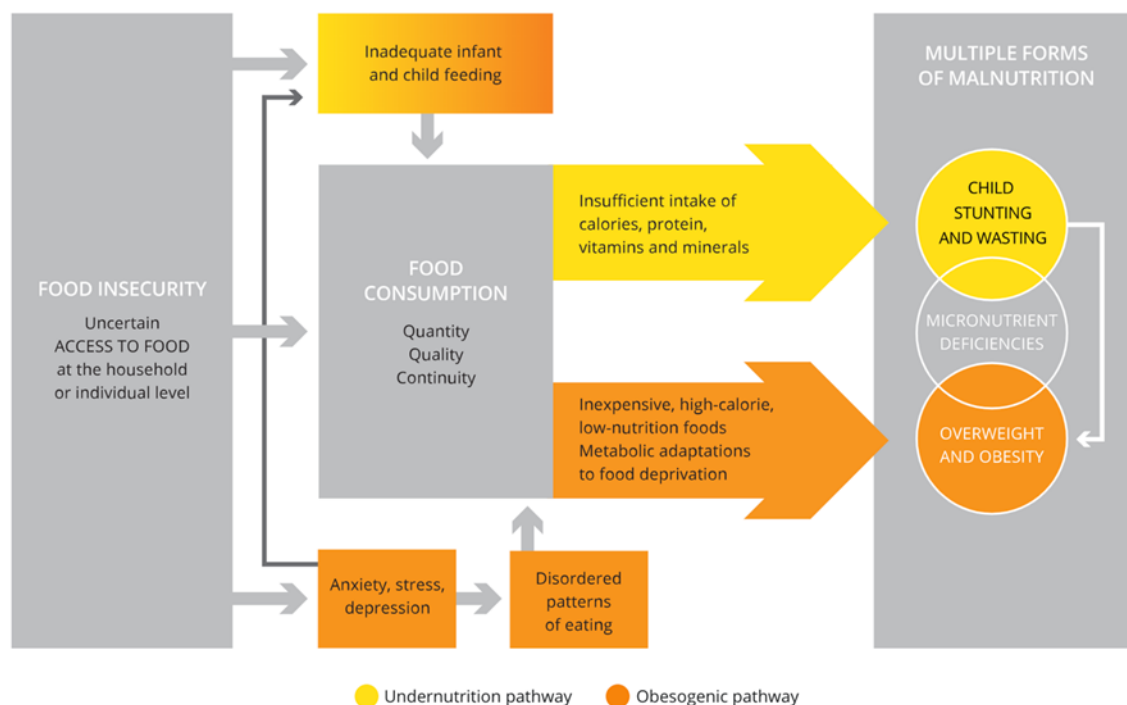 Inadequate infant
and child feeding
MULTIPLE FORMS
OF MALNUTRITION
FOOD INSECURITY
Uncertain
ACCESS TO FOOD
at the household
or individual level
FOOD
CONSUMPTION
Quantity
Quality
Continuity
Insufficient intake of
calories, protein,
vitamins and minerals
Inexpensive, high-calorie,
low-nutrition foods
Metabolic adaptations
to food deprivation
CHILD
STUNTING
AND WASTING
MICRONUTRIENT
DEFICIENCIES
OVERWEIGHT
AND OBESITY
Anxiety, stress,
depression
Disordered
patterns
of eating
Undernutrition pathway
Obesogenic pathway